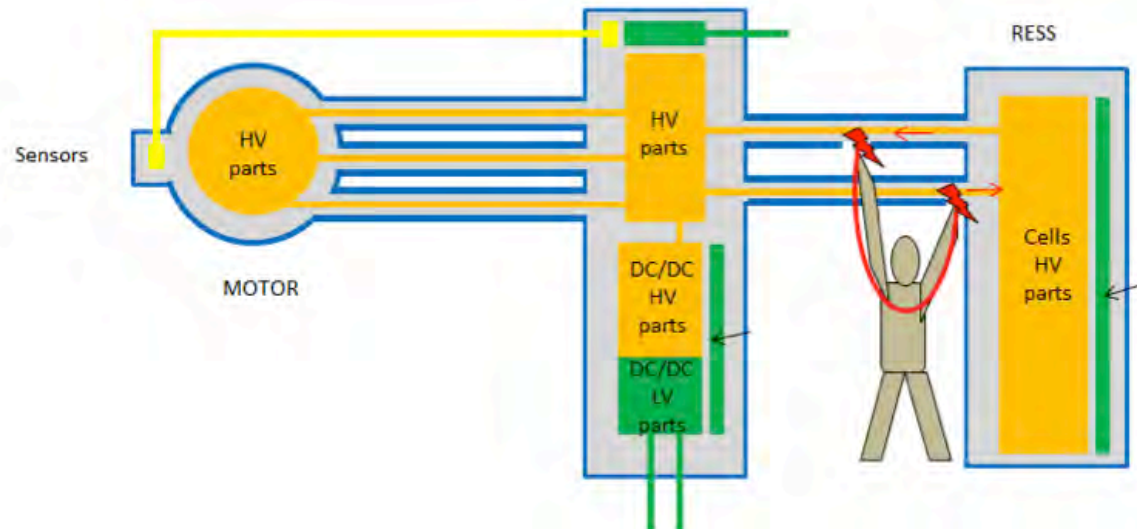 RESS
Sensors
HV
parts
HV
parts
MOTOR
DC/DC
HV
parts
DC/DC
LV
parts
Cells
HV
parts